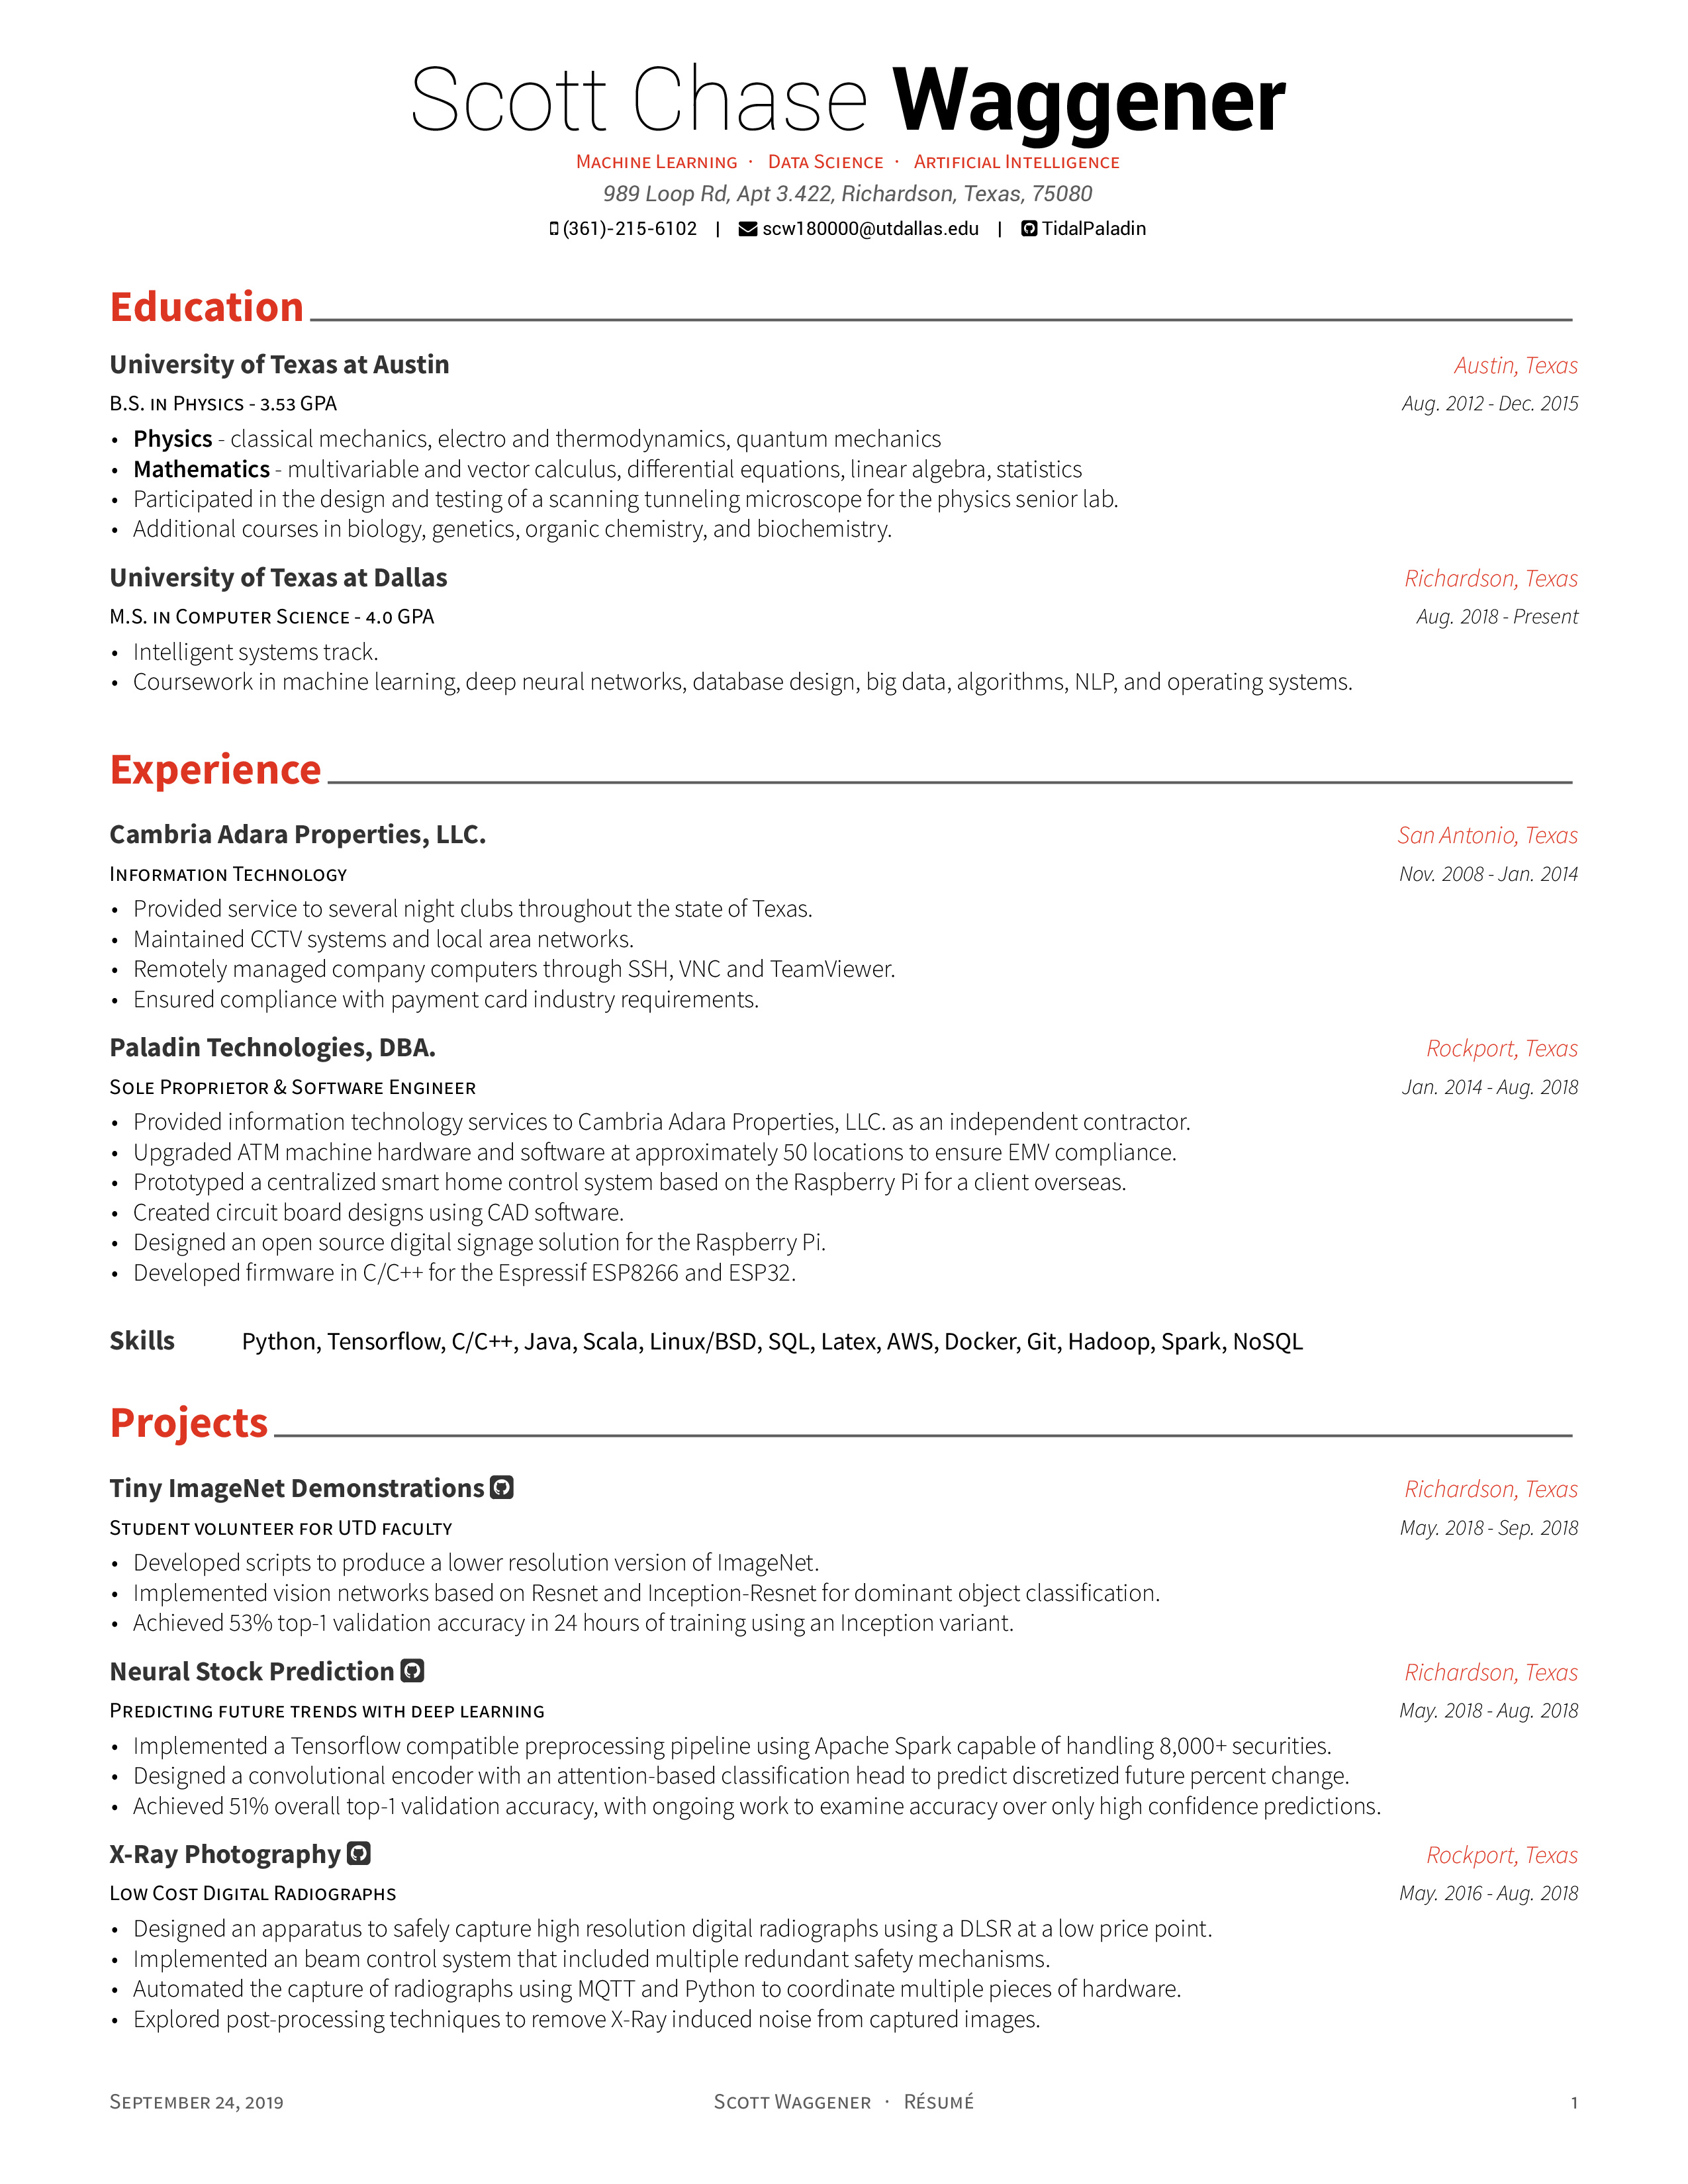 Scott Chase Waggener
Machine Learning · Data Science · Artificial Intelligence
989 Loop Rd, Apt 3.422, Richardson, Texas, 75080
(361)-215-6102 | scw180000@utdallas.edu | TidalPaladin
Education
University of Texas at Austin Austin, Texas
B.S. in Physics - 3.53 GPA Aug. 2012 - Dec. 2015
• Physics - classical mechanics, electro and thermodynamics, quantum mechanics
• Mathematics - multivariable and vector calculus, differential equations, linear algebra, statistics
• Participated in the design and testing of a scanning tunneling microscope for the physics senior lab.
• Additional courses in biology, genetics, organic chemistry, and biochemistry.
University of Texas at Dallas Richardson, Texas
M.S. in Computer Science - 4.0 GPA Aug. 2018 - Present
• Intelligent systems track.
• Coursework in machine learning, deep neural networks, database design, big data, algorithms, NLP, and operating systems.
Experience
Cambria Adara Properties, LLC. San Antonio, Texas
Information Technology Nov. 2008 - Jan. 2014
• Provided service to several night clubs throughout the state of Texas.
• Maintained CCTV systems and local area networks.
• Remotely managed company computers through SSH, VNC and TeamViewer.
• Ensured compliance with payment card industry requirements.
Paladin Technologies, DBA. Rockport, Texas
Sole Proprietor & Software Engineer Jan. 2014 - Aug. 2018
• Provided information technology services to Cambria Adara Properties, LLC. as an independent contractor.
• Upgraded ATM machine hardware and software at approximately 50 locations to ensure EMV compliance.
• Prototyped a centralized smart home control system based on the Raspberry Pi for a client overseas.
• Created circuit board designs using CAD software.
• Designed an open source digital signage solution for the Raspberry Pi.
• Developed firmware in C/C++ for the Espressif ESP8266 and ESP32.
Skills Python, Tensorflow, C/C++, Java, Scala, Linux/BSD, SQL, Latex, AWS, Docker, Git, Hadoop, Spark, NoSQL
Projects
Tiny ImageNet Demonstrations Richardson, Texas
Student volunteer for UTD faculty May. 2018 - Sep. 2018
• Developed scripts to produce a lower resolution version of ImageNet.
• Implemented vision networks based on Resnet and Inception-Resnet for dominant object classification.
• Achieved 53% top-1 validation accuracy in 24 hours of training using an Inception variant.
Neural Stock Prediction Richardson, Texas
Predicting future trends with deep learning May. 2018 - Aug. 2018
• Implemented a Tensorflow compatible preprocessing pipeline using Apache Spark capable of handling 8,000+ securities.
• Designed a convolutional encoder with an attention-based classification head to predict discretized future percent change.
• Achieved 51% overall top-1 validation accuracy, with ongoing work to examine accuracy over only high confidence predictions.
X-Ray Photography Rockport, Texas
Low Cost Digital Radiographs May. 2016 - Aug. 2018
• Designed an apparatus to safely capture high resolution digital radiographs using a DLSR at a low price point.
• Implemented an beam control system that included multiple redundant safety mechanisms.
• Automated the capture of radiographs using MQTT and Python to coordinate multiple pieces of hardware.
• Explored post-processing techniques to remove X-Ray induced noise from captured images.
September 24, 2019 Scott Waggener · Résumé 1